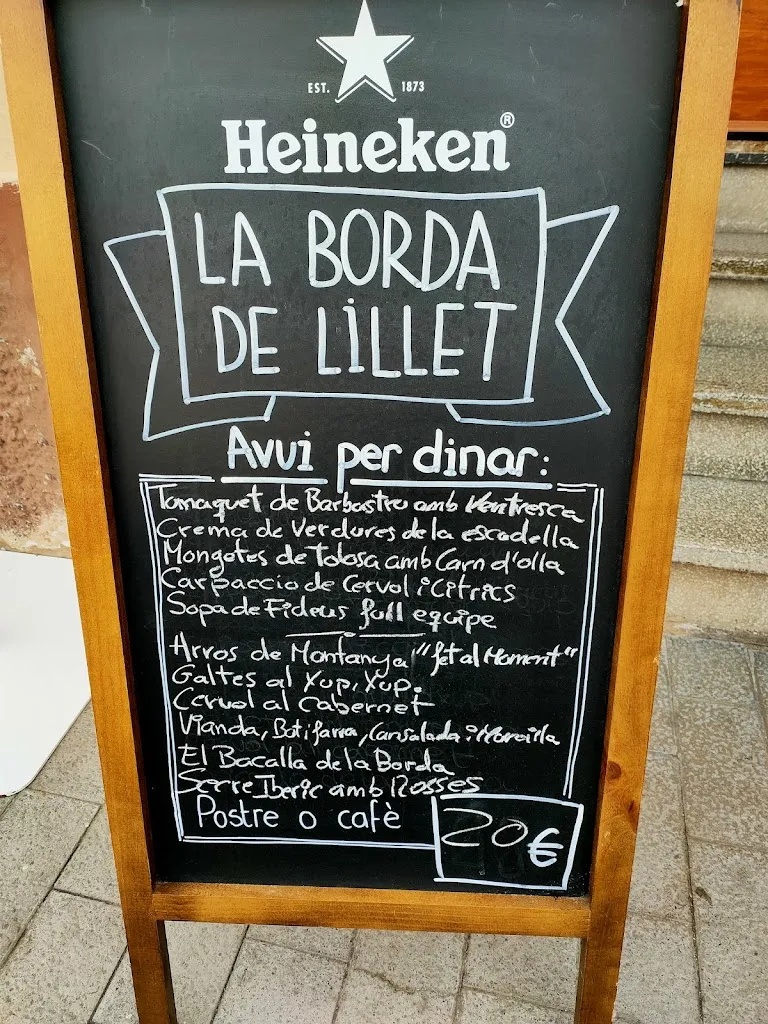 EST. 1873
Heineken®
LA BORDA
DE LiLLET
Avui per dinar:
Tomaquet de Barbastru amb Ventresca
Crema de Verdures de la escudella
Mongetes de Tolosa amb Carn d'olla
Carpaccio de Cervol i Citrics
Sopa de Fideus full equipe
Arros de Montanya "fet al Moment"
Galtes al Xup, Xup.
Cervol al Cabernet
Vianda, Botifarra, Cansalada i Morcilla
El Bacalla de la Borda
Secre Iberic amb Rosses
Postre o cafè
20€